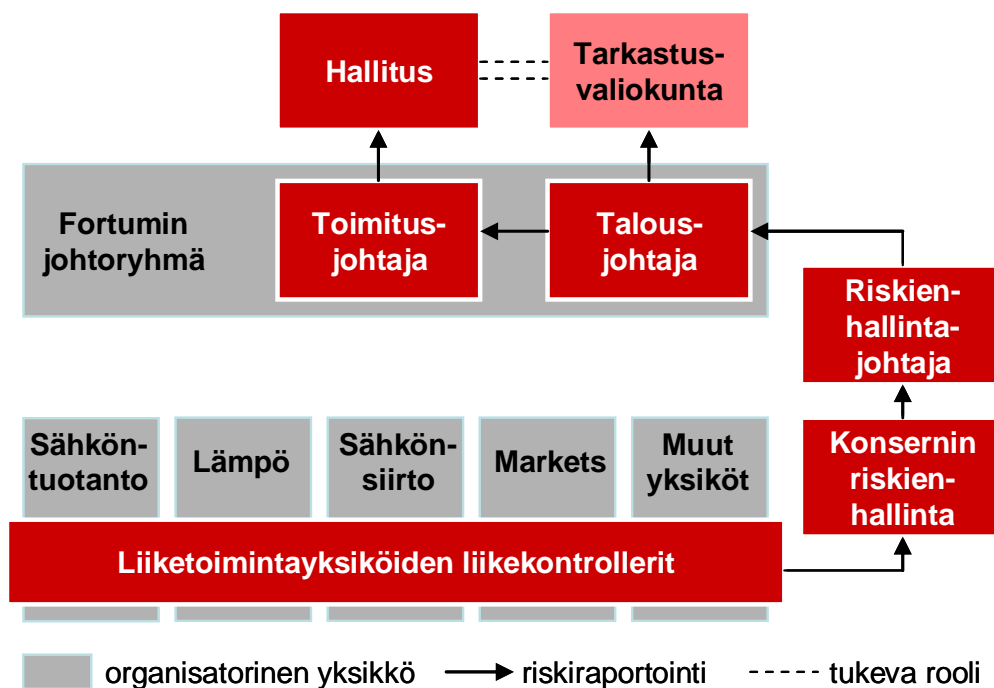 Hallitus
Tarkastus-
valiokunta
Fortumin
johtoryhmä
Toimitus-
johtaja
Talous-
johtaja
Riskien-
hallinta-
johtaja
Sähkön-
tuotanto
Lämpö
Sähkön-
siirto
Markets
Muut
yksiköt
Konsernin
riskien-
hallinta
Liiketoimintayksiköiden liikekontrollerit
organisatorinen yksikkö
riskiraportointi
tukeva rooli